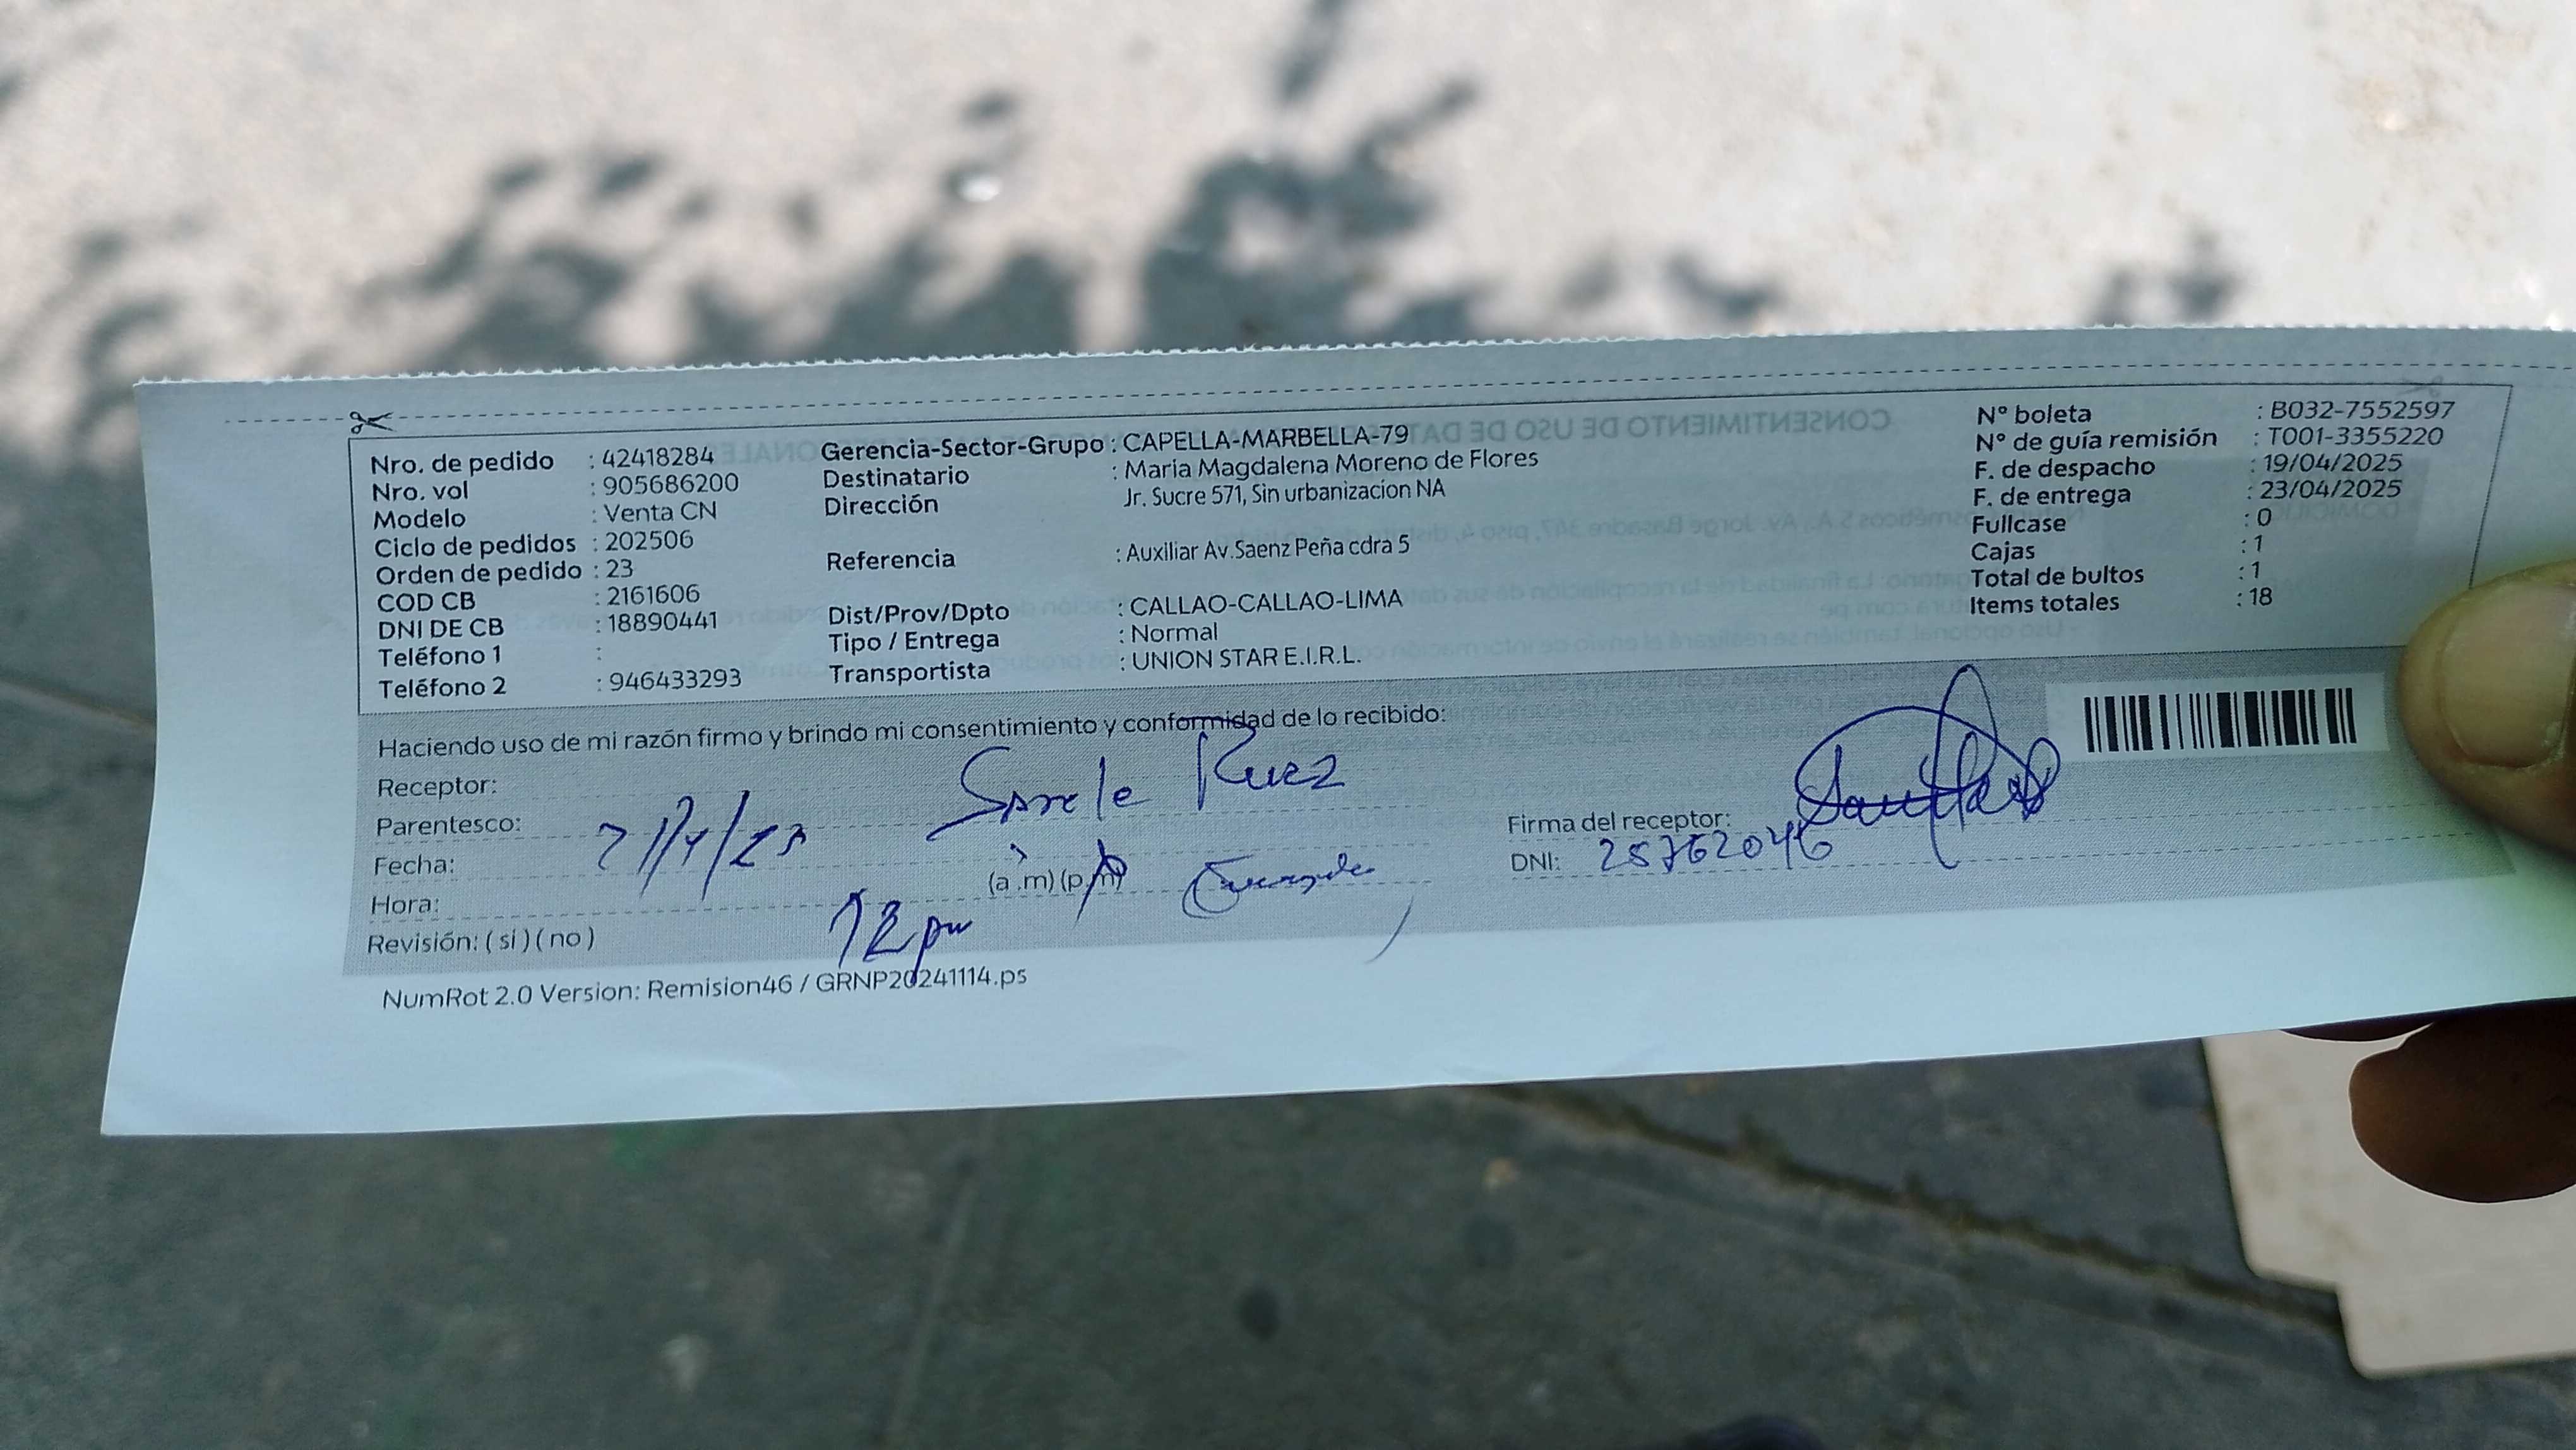 Nro. de pedido : 42418284
Nro. vol : 905686200
Modelo : Venta CN
Ciclo de pedidos : 202506
Orden de pedido : 23
COD CB : 2161606
DNI DE CB : 18890441
Teléfono 1 :
Teléfono 2 : 946433293
Gerencia-Sector-Grupo : CAPELLA-MARBELLA-79
Destinatario : Maria Magdalena Moreno de Flores
Dirección Jr. Sucre 571, Sin urbanizacion NA
Referencia : Auxiliar Av.Saenz Peña cdra 5
Dist/Prov/Dpto : CALLAO-CALLAO-LIMA
Tipo / Entrega : Normal
Transportista : UNION STAR E.I.R.L.
N° boleta : B032-7552597
N° de guía remisión : T001-3355220
F. de despacho : 19/04/2025
F. de entrega : 23/04/2025
Fullcase : 0
Cajas : 1
Total de bultos : 1
Items totales : 18
Haciendo uso de mi razón firmo y brindo mi consentimiento y conformidad de lo recibido:
Receptor:
Parentesco:
Fecha:
Hora: (a .m) (p.m)
12 pm
Revisión: ( si ) ( no )
Firma del receptor:
DNI: 25762046
NumRot 2.0 Version: Remision46 / GRNP20241114.ps